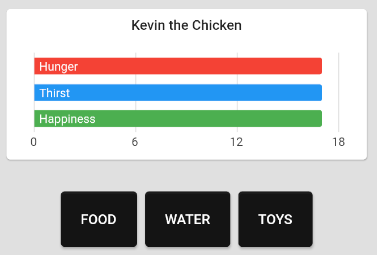 Kevin the Chicken
Hunger
Thirst
Happiness
0 6 12 18
FOOD WATER TOYS